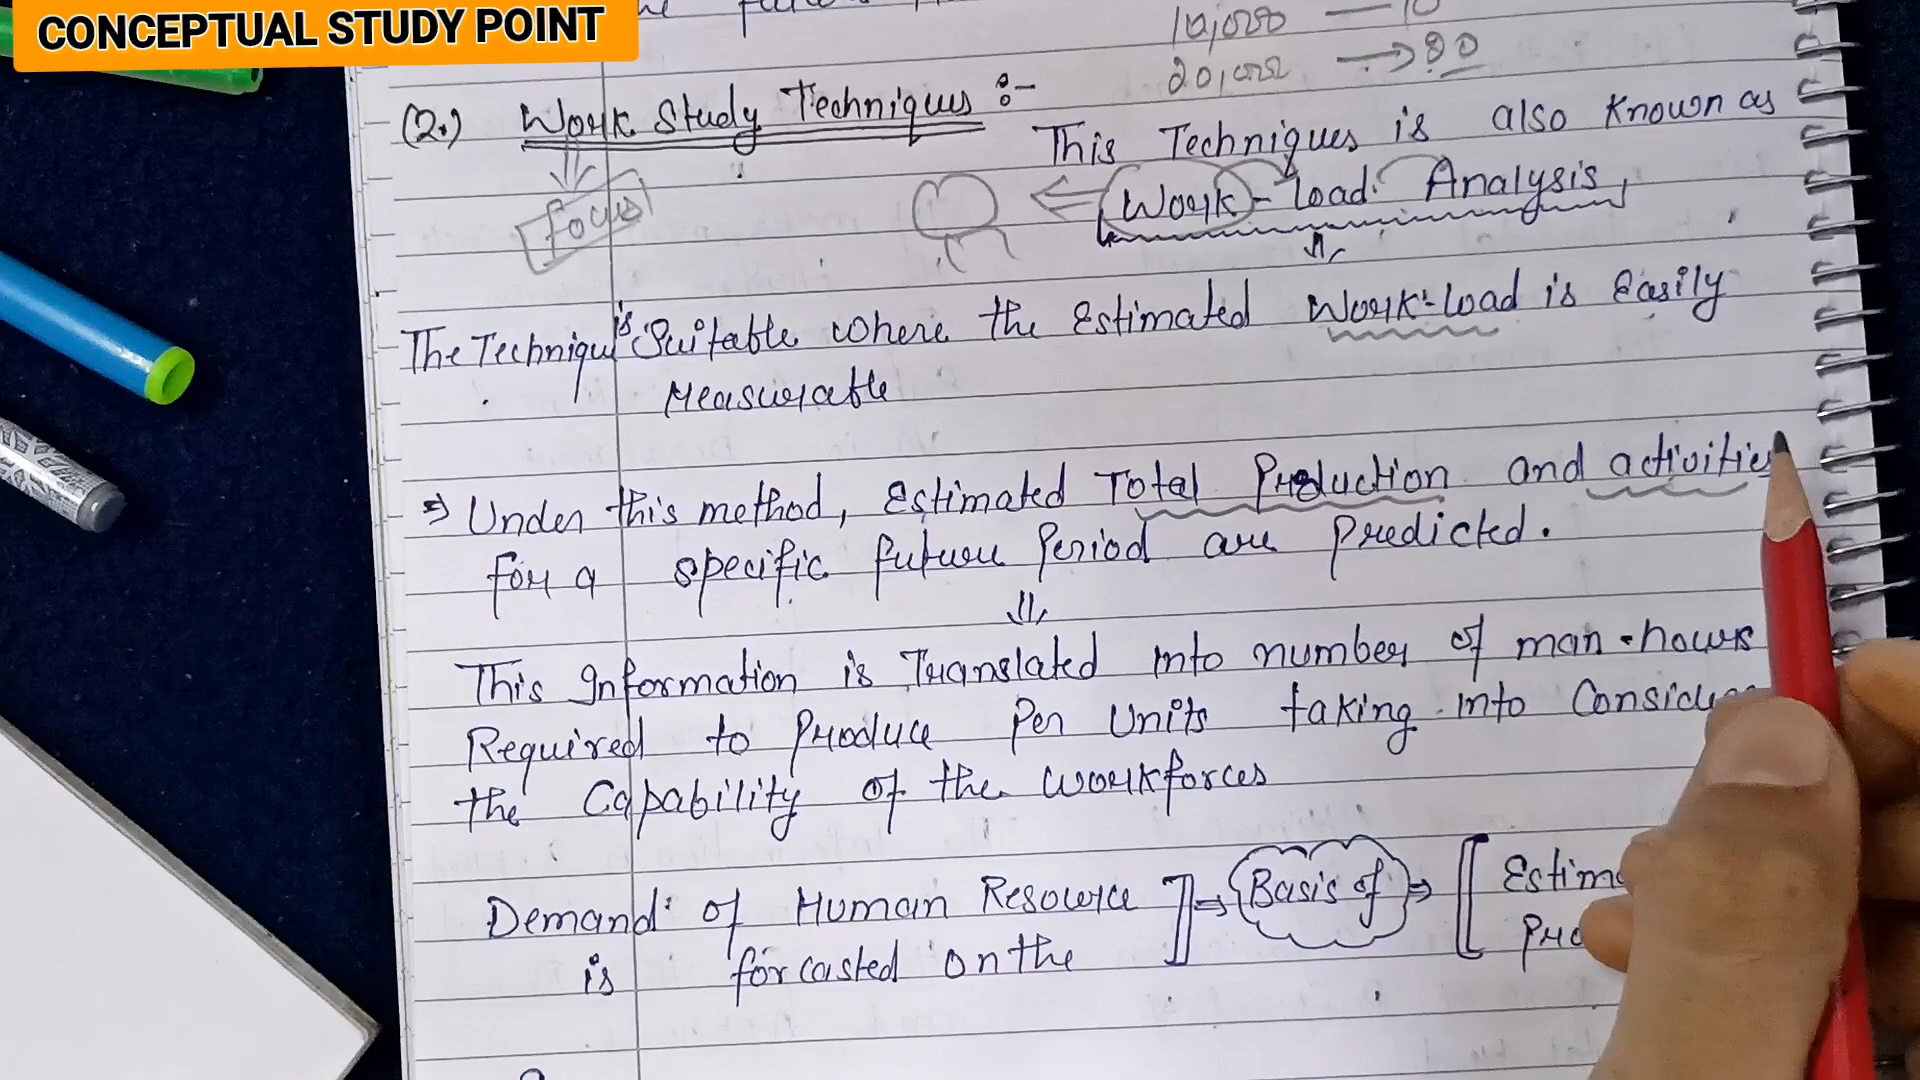 CONCEPTUAL STUDY POINT
10,000 — 10
20,000 → 20
(2.) Work Study Techniques :-
This Techniques is also known as
Work-load Analysis,
focus
The Technique is Suitable where the Estimated Work-load is Easily
Measurable
⇒ Under this method, Estimated Total Production and activities
for a specific future Period are Predicted.
This Information is Translated into number of man-hours
Required to Produce Per Units taking into
the Capability of the workforces
Demand of Human Resource ] ⇒ Basis of ⇒ [
is forcasted on the